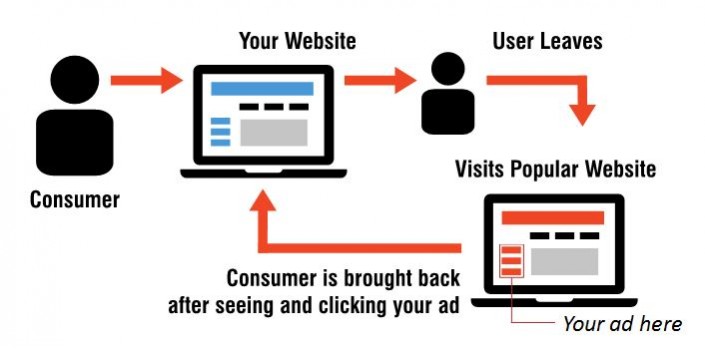 Your Website
User Leaves
Consumer
Visits Popular Website
Consumer is brought back
after seeing and clicking your ad
Your ad here